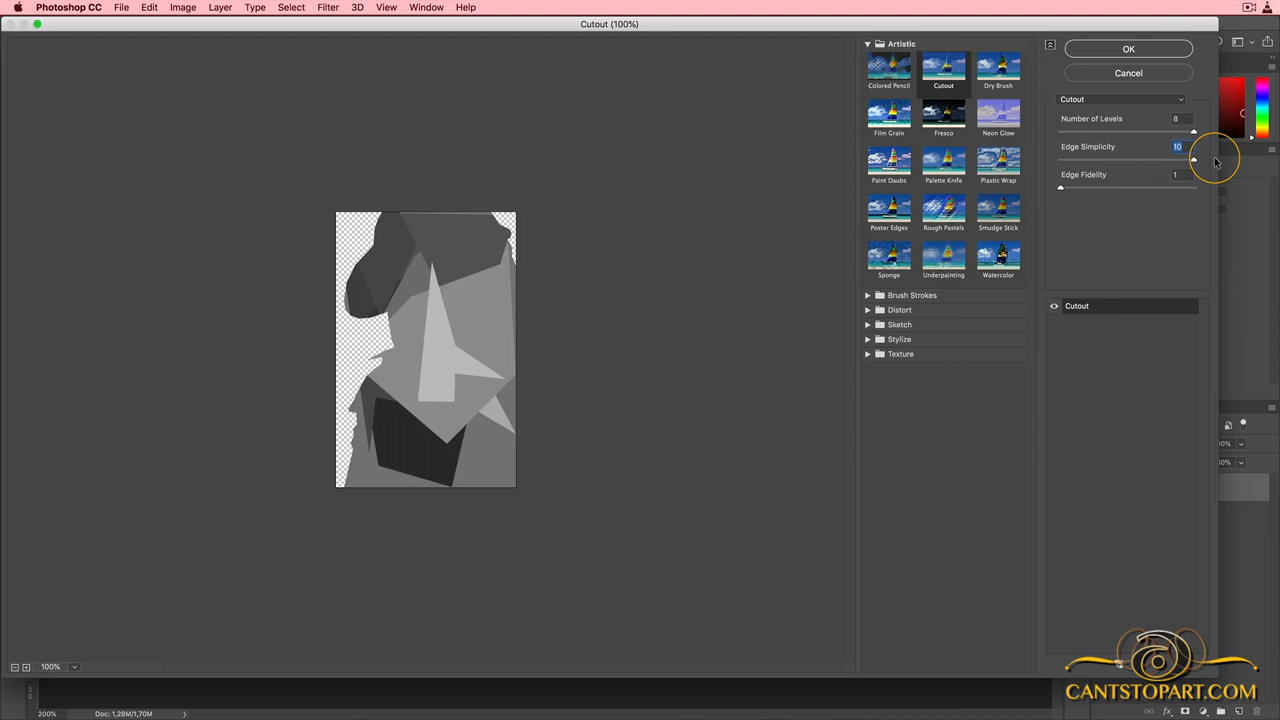 Photoshop CC File Edit Image Layer Type Select Filter 3D View Window Help
Cutout (100%)
Artistic
Colored Pencil Cutout Dry Brush
Film Grain Fresco Neon Glow
Paint Daubs Palette Knife Plastic Wrap
Poster Edges Rough Pastels Smudge Stick
Sponge Underpainting Watercolor
Brush Strokes
Distort
Sketch
Stylize
Texture
OK
Cancel
Cutout
Number of Levels 8
Edge Simplicity 10
Edge Fidelity 1
Cutout
100%
200% Doc: 1,28M/1,70M
CANTSTOPART.COM